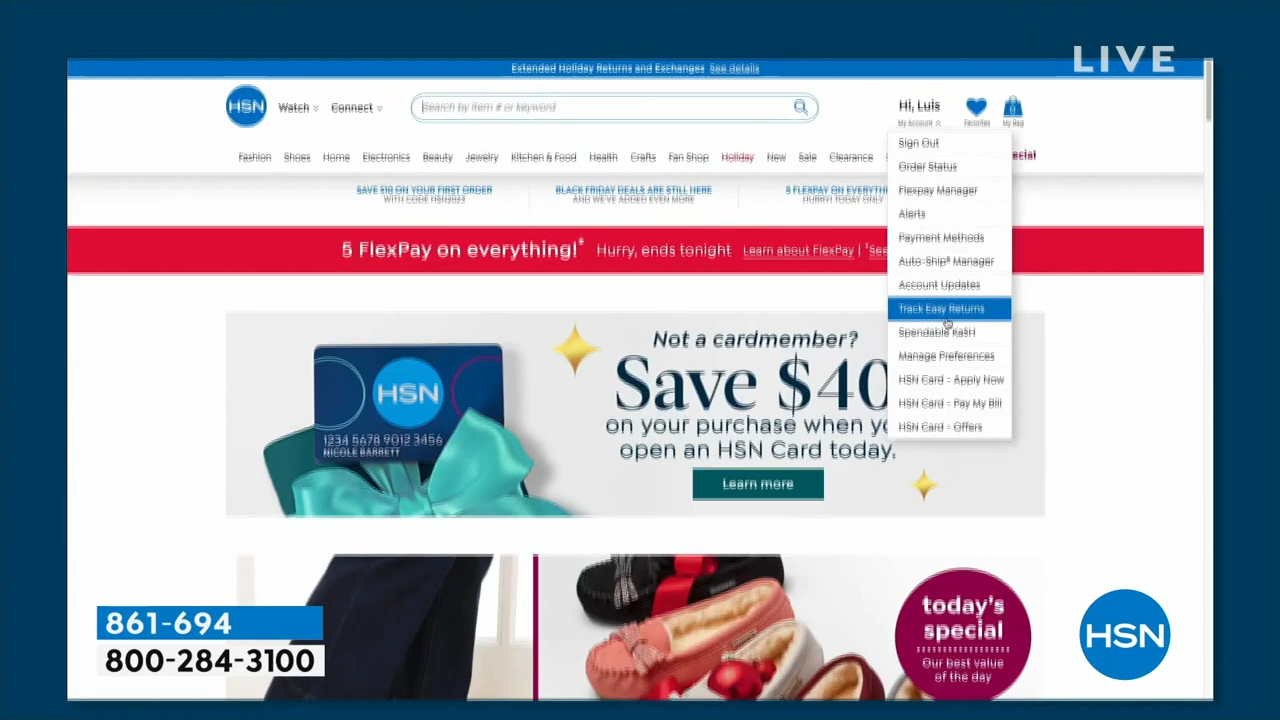 LIVE
Extended Holiday Returns and Exchanges See details
HSN
Watch
Connect
Search by item # or keyword
Hi, Luis
My Account
Favorites
My Bag
6
Fashion Shoes Home Electronics Beauty Jewelry Kitchen & Food Health Crafts Fan Shop Holiday New Sale Clearance
SAVE $10 ON YOUR FIRST ORDER
WITH CODE HSN2023
BLACK FRIDAY DEALS ARE STILL HERE
AND WE'VE ADDED EVEN MORE
5 FLEXPAY ON EVERYTH
HURRY! TODAY ONLY
5 FlexPay on everything!* Hurry, ends tonight Learn about FlexPay | †See
Sign Out
Order Status
Flexpay Manager
Alerts
Payment Methods
Auto-Ship® Manager
Account Updates
Track Easy Returns
Spendable Ka$H
Manage Preferences
HSN Card - Apply Now
HSN Card - Pay My Bill
HSN Card - Offers
HSN
1234 5678 9012 3456
NICOLE BARRETT
Not a cardmember?
Save $40
on your purchase when yo
open an HSN Card today.
Learn more
today's
special
Our best value
of the day
861-694
800-284-3100
HSN